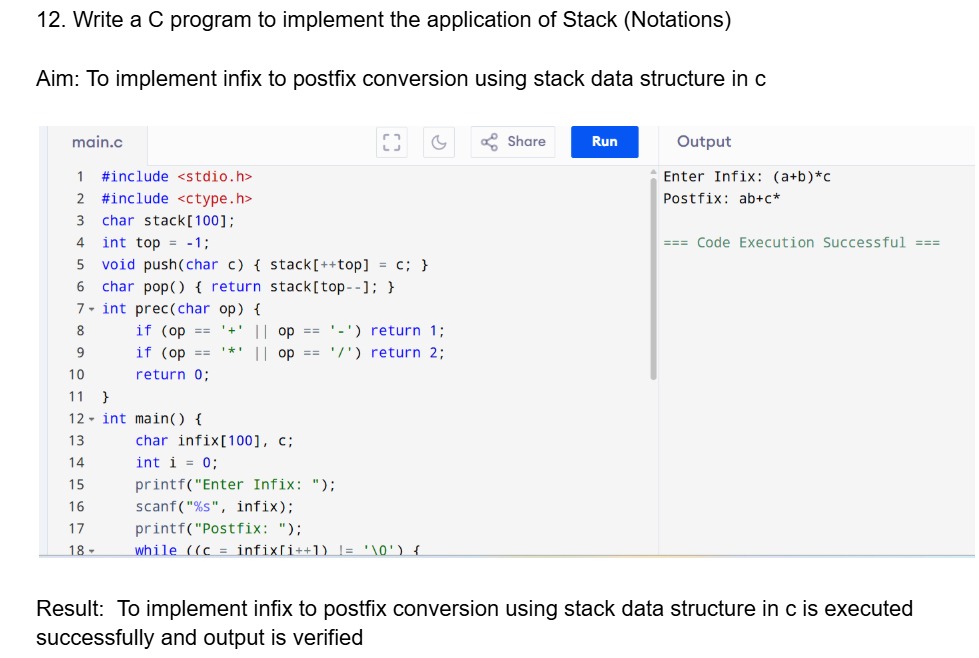 12. Write a C program to implement the application of Stack (Notations)
Aim: To implement infix to postfix conversion using stack data structure in c
main.c
Share
Run
Output
1 #include <stdio.h>
2 #include <ctype.h>
3 char stack[100];
4 int top = -1;
5 void push(char c) { stack[++top] = c; }
6 char pop() { return stack[top--]; }
7 int prec(char op) {
8 if (op == '+' || op == '-') return 1;
9 if (op == '*' || op == '/') return 2;
10 return 0;
11 }
12 int main() {
13 char infix[100], c;
14 int i = 0;
15 printf("Enter Infix: ");
16 scanf("%s", infix);
17 printf("Postfix: ");
18 while ((c = infix[i++]) != '\0') {
Enter Infix: (a+b)*c
Postfix: ab+c*
=== Code Execution Successful ===
Result: To implement infix to postfix conversion using stack data structure in c is executed
successfully and output is verified